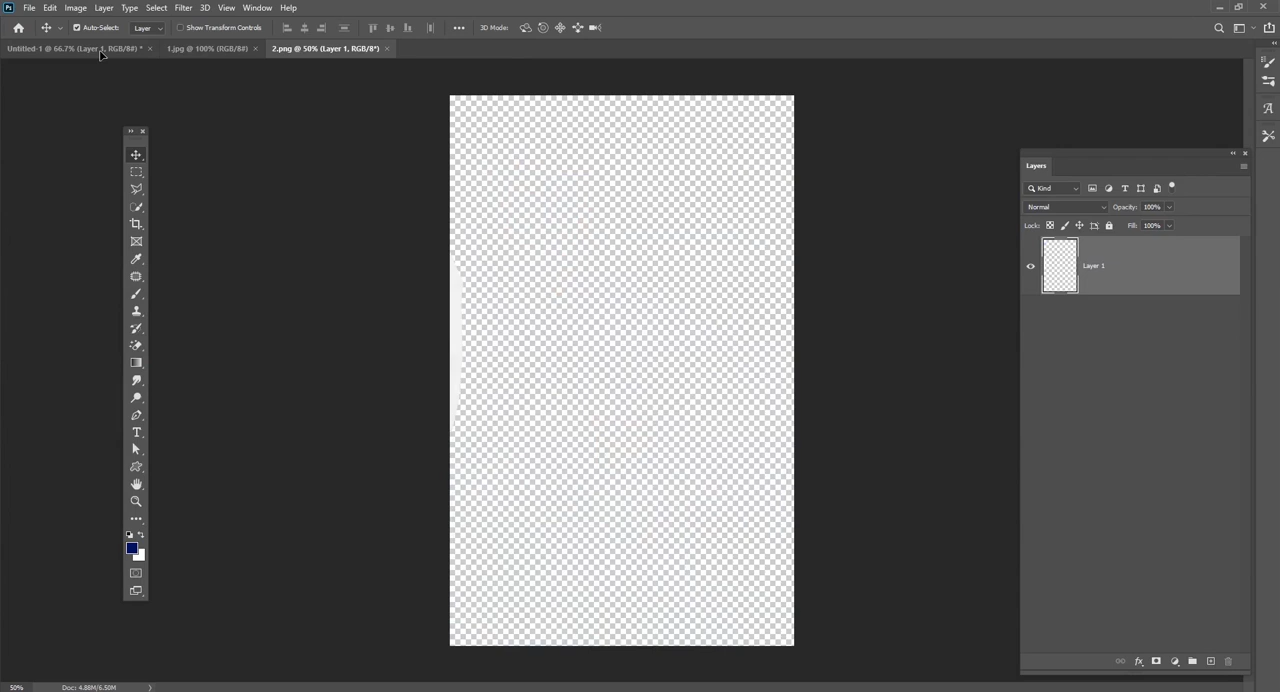 Ps File Edit Image Layer Type Select Filter 3D View Window Help
Auto-Select: Layer Show Transform Controls 3D Mode:
Untitled-1 @ 66.7% (Layer 1, RGB/8#) * 1.jpg @ 100% (RGB/8#) 2.png @ 50% (Layer 1, RGB/8*)
Layers
Kind
Normal Opacity: 100%
Lock: Fill: 100%
Layer 1
50% Doc: 4.88M/6.50M